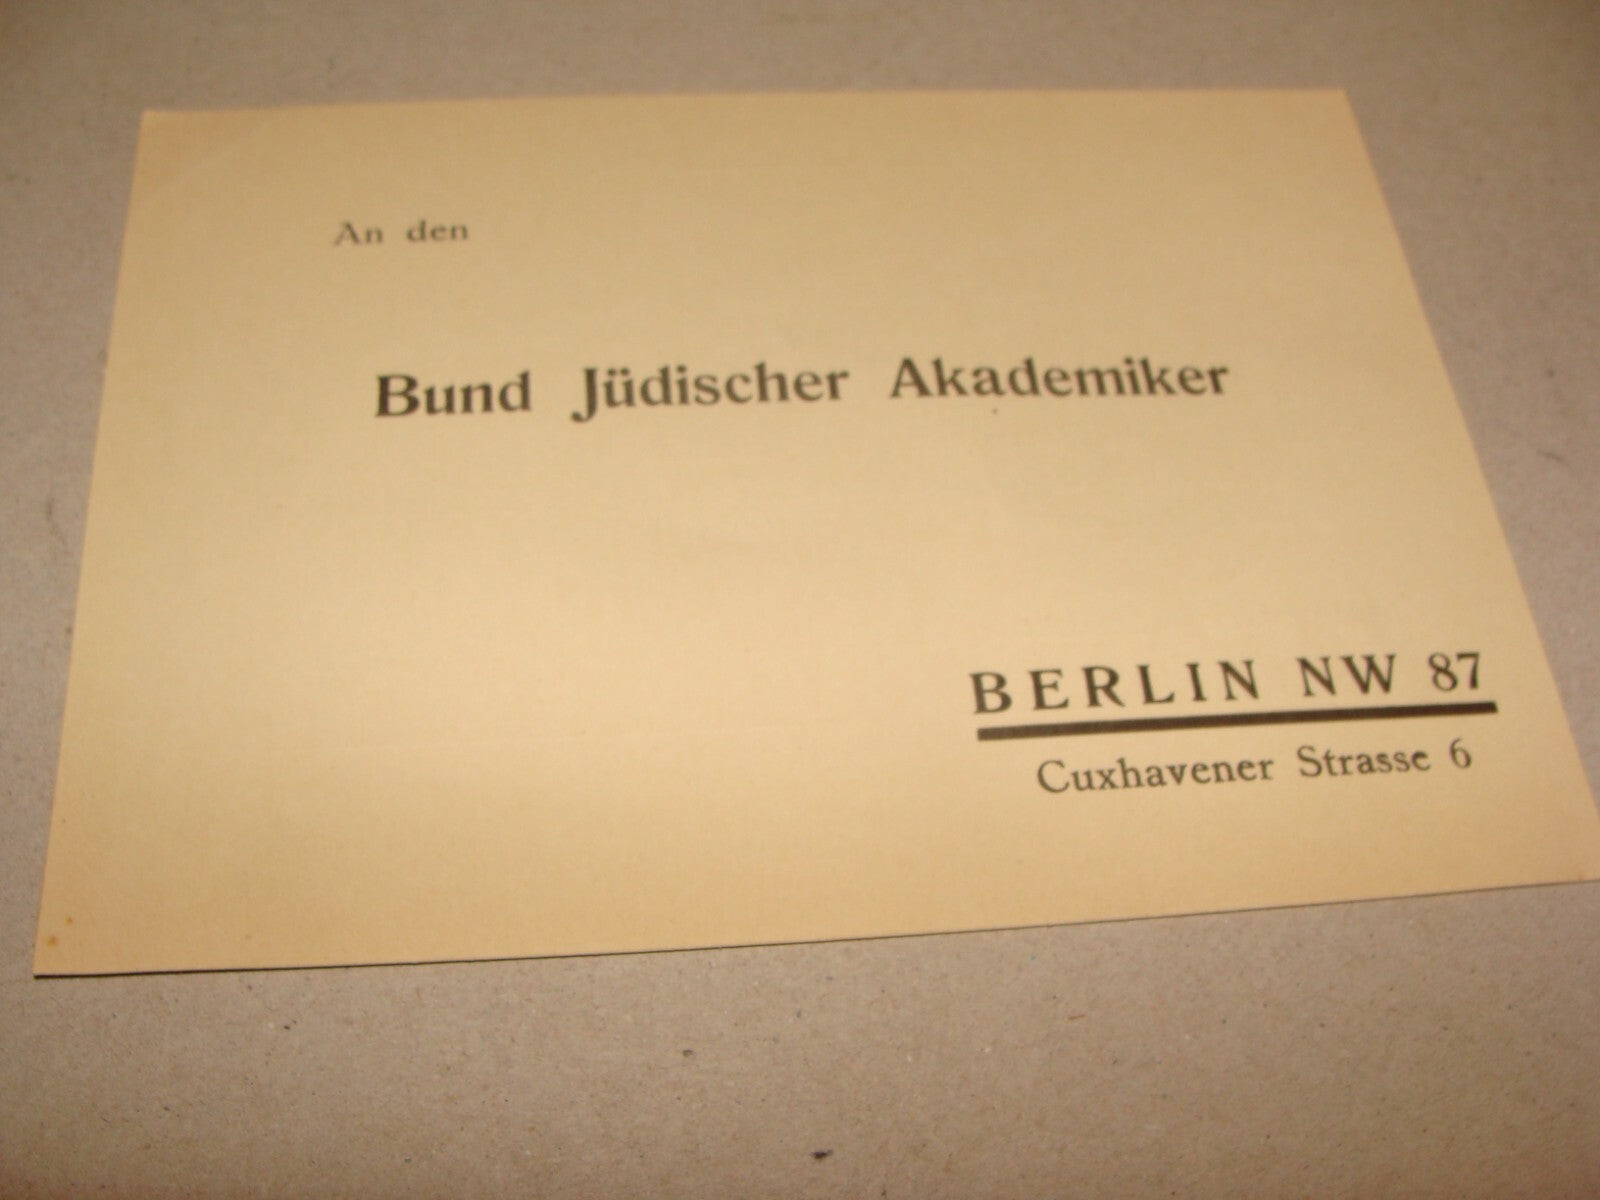 An den
Bund Jüdischer Akademiker
BERLIN NW 87
Cuxhavener Strasse 6